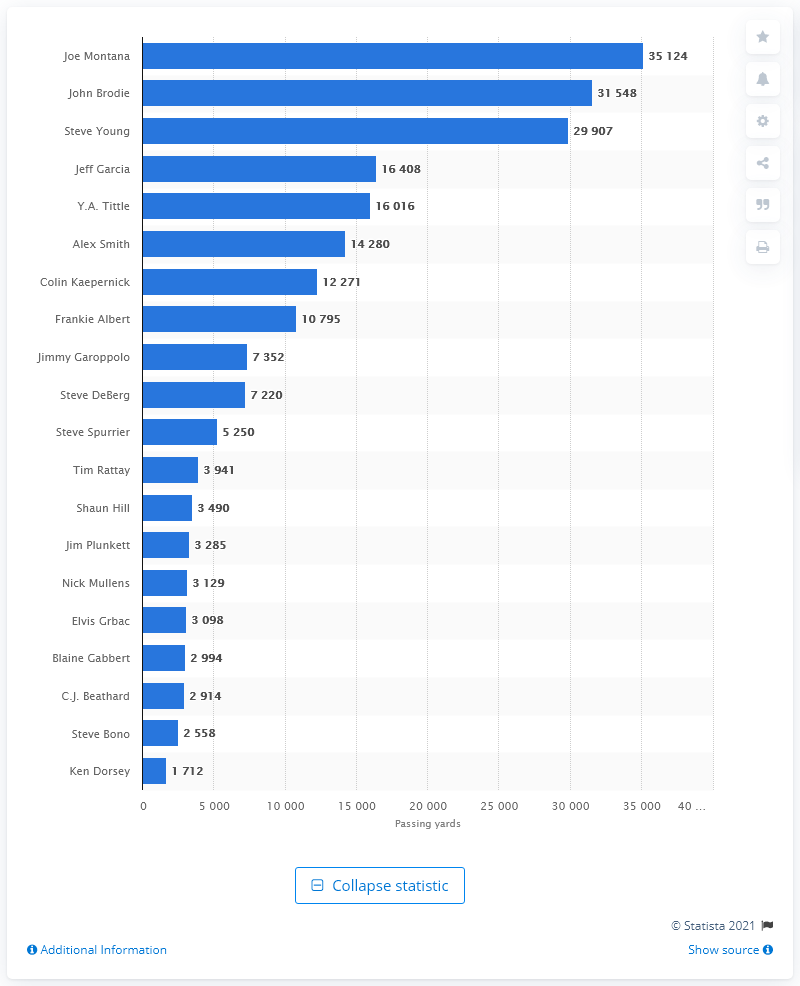 Joe Montana 35 124
John Brodie 31 548
Steve Young 29 907
Jeff Garcia 16 408
Y.A. Tittle 16 016
Alex Smith 14 280
Colin Kaepernick 12 271
Frankie Albert 10 795
Jimmy Garoppolo 7 352
Steve DeBerg 7 220
Steve Spurrier 5 250
Tim Rattay 3 941
Shaun Hill 3 490
Jim Plunkett 3 285
Nick Mullens 3 129
Elvis Grbac 3 098
Blaine Gabbert 2 994
C.J. Beathard 2 914
Steve Bono 2 558
Ken Dorsey 1 712
0 5 000 10 000 15 000 20 000 25 000 30 000 35 000 40 ...
Passing yards
Collapse statistic
© Statista 2021
Additional Information Show source